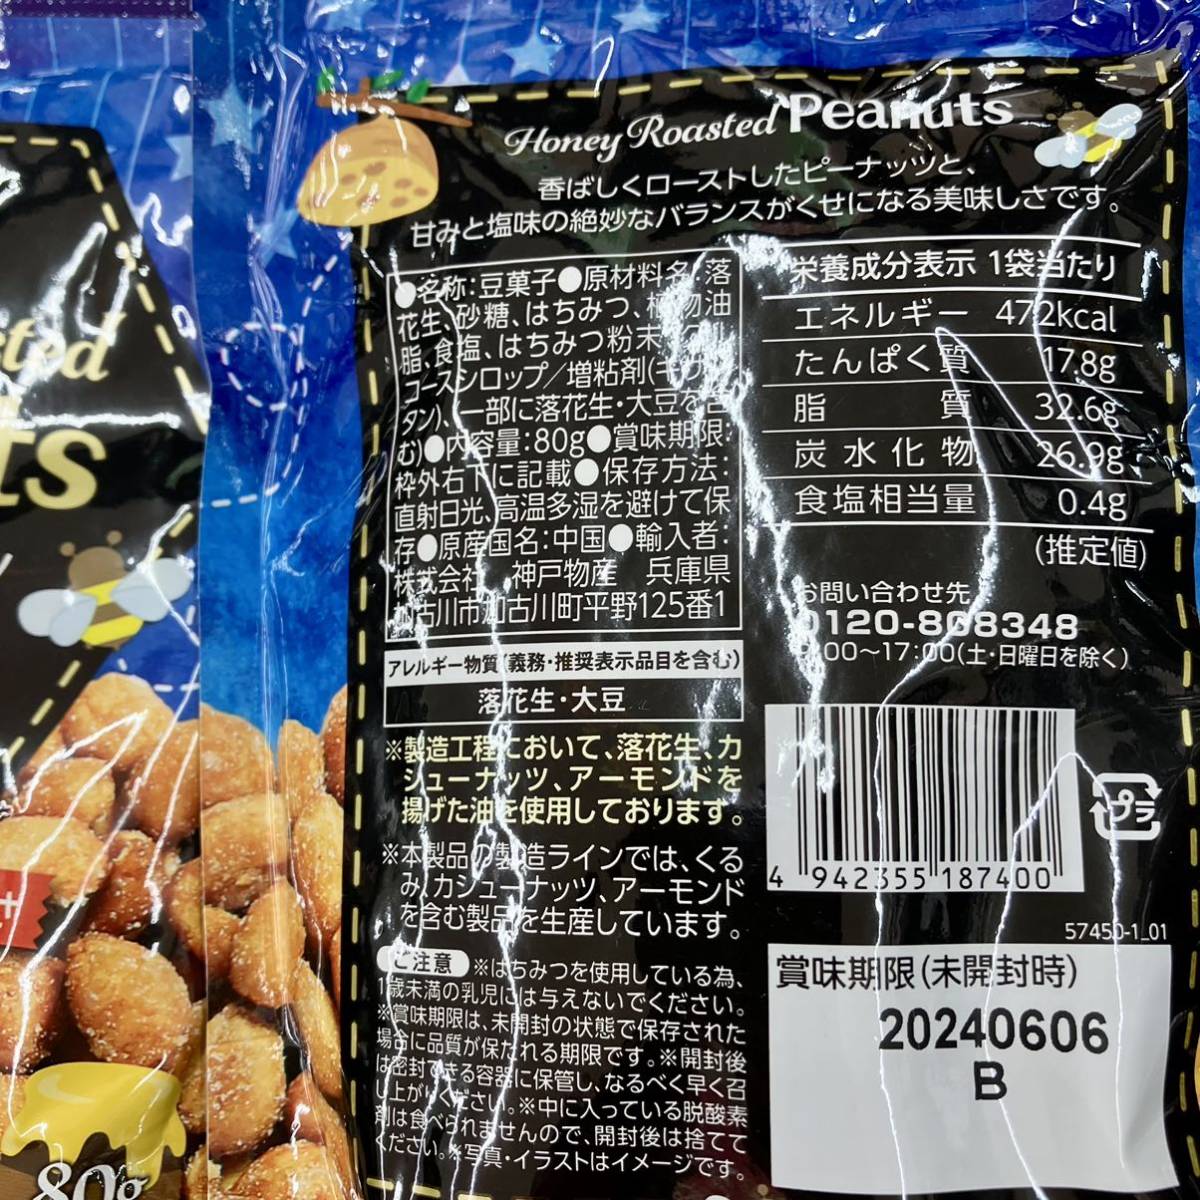 Honey Roasted Peanuts
香ばしくローストしたピーナッツと、
甘みと塩味の絶妙なバランスがくせになる美味しさです。
●名称:豆菓子●原材料名:落
花生、砂糖、はちみつ、植物油
脂、食塩、はちみつ粉末
コースシロップ／増粘剤(キサン
タン)、(一部に落花生・大豆を含
む)●内容量:80g●賞味期限:
枠外右下に記載●保存方法:
直射日光、高温多湿を避けて保
存●原産国名:中国●輸入者:
株式会社 神戸物産 兵庫県
加古川市加古川町平野125番1
アレルギー物質(義務・推奨表示品目を含む)
落花生・大豆
※製造工程において、落花生、カ
シューナッツ、アーモンドを
揚げた油を使用しております。
※本製品の製造ラインでは、くる
み、カシューナッツ、アーモンド
を含む製品を生産しています。
ご注意 ※はちみつを使用している為、
1歳未満の乳児には与えないでください。
※賞味期限は、未開封の状態で保存された
場合に品質が保たれる期限です。※開封後
は密封できる容器に保管し、なるべく早く召
し上がりください。※中に入っている脱酸素
剤は食べられませんので、開封後は捨てて
ください。※写真・イラストはイメージです。
栄養成分表示 1袋当たり
エネルギー 472kcal
たんぱく質 17.8g
脂質 32.6g
炭水化物 26.9g
食塩相当量 0.4g
(推定値)
お問い合わせ先
0120-808348
:00～17:00(土・日曜日を除く)
4 942355 187400
プラ
57450-1_01
賞味期限(未開封時)
20240606
B
80g